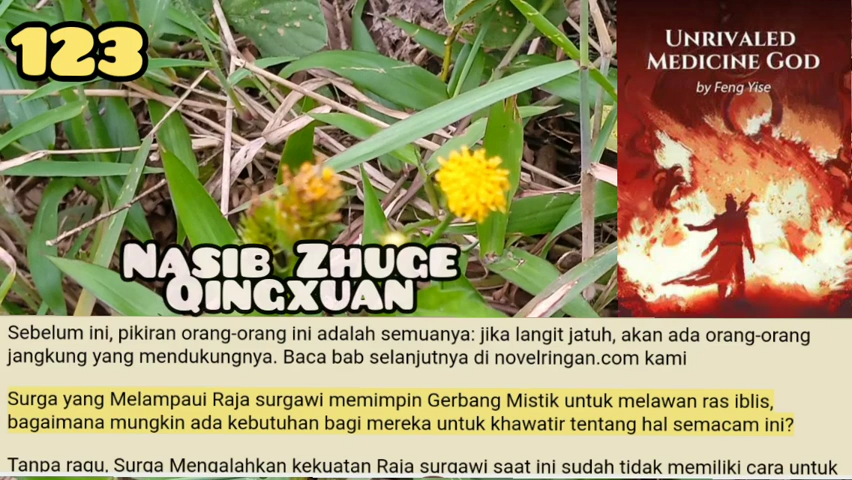 123
UNRIVALED
MEDICINE GOD
by Feng Yise
NASIB ZHUGE
QINGXUAN
Sebelum ini, pikiran orang-orang ini adalah semuanya: jika langit jatuh, akan ada orang-orang
jangkung yang mendukungnya. Baca bab selanjutnya di novelringan.com kami
Surga yang Melampaui Raja surgawi memimpin Gerbang Mistik untuk melawan ras iblis,
bagaimana mungkin ada kebutuhan bagi mereka untuk khawatir tentang hal semacam ini?
Tanpa ragu, Surga Mengalahkan kekuatan Raja surgawi saat ini sudah tidak memiliki cara untuk